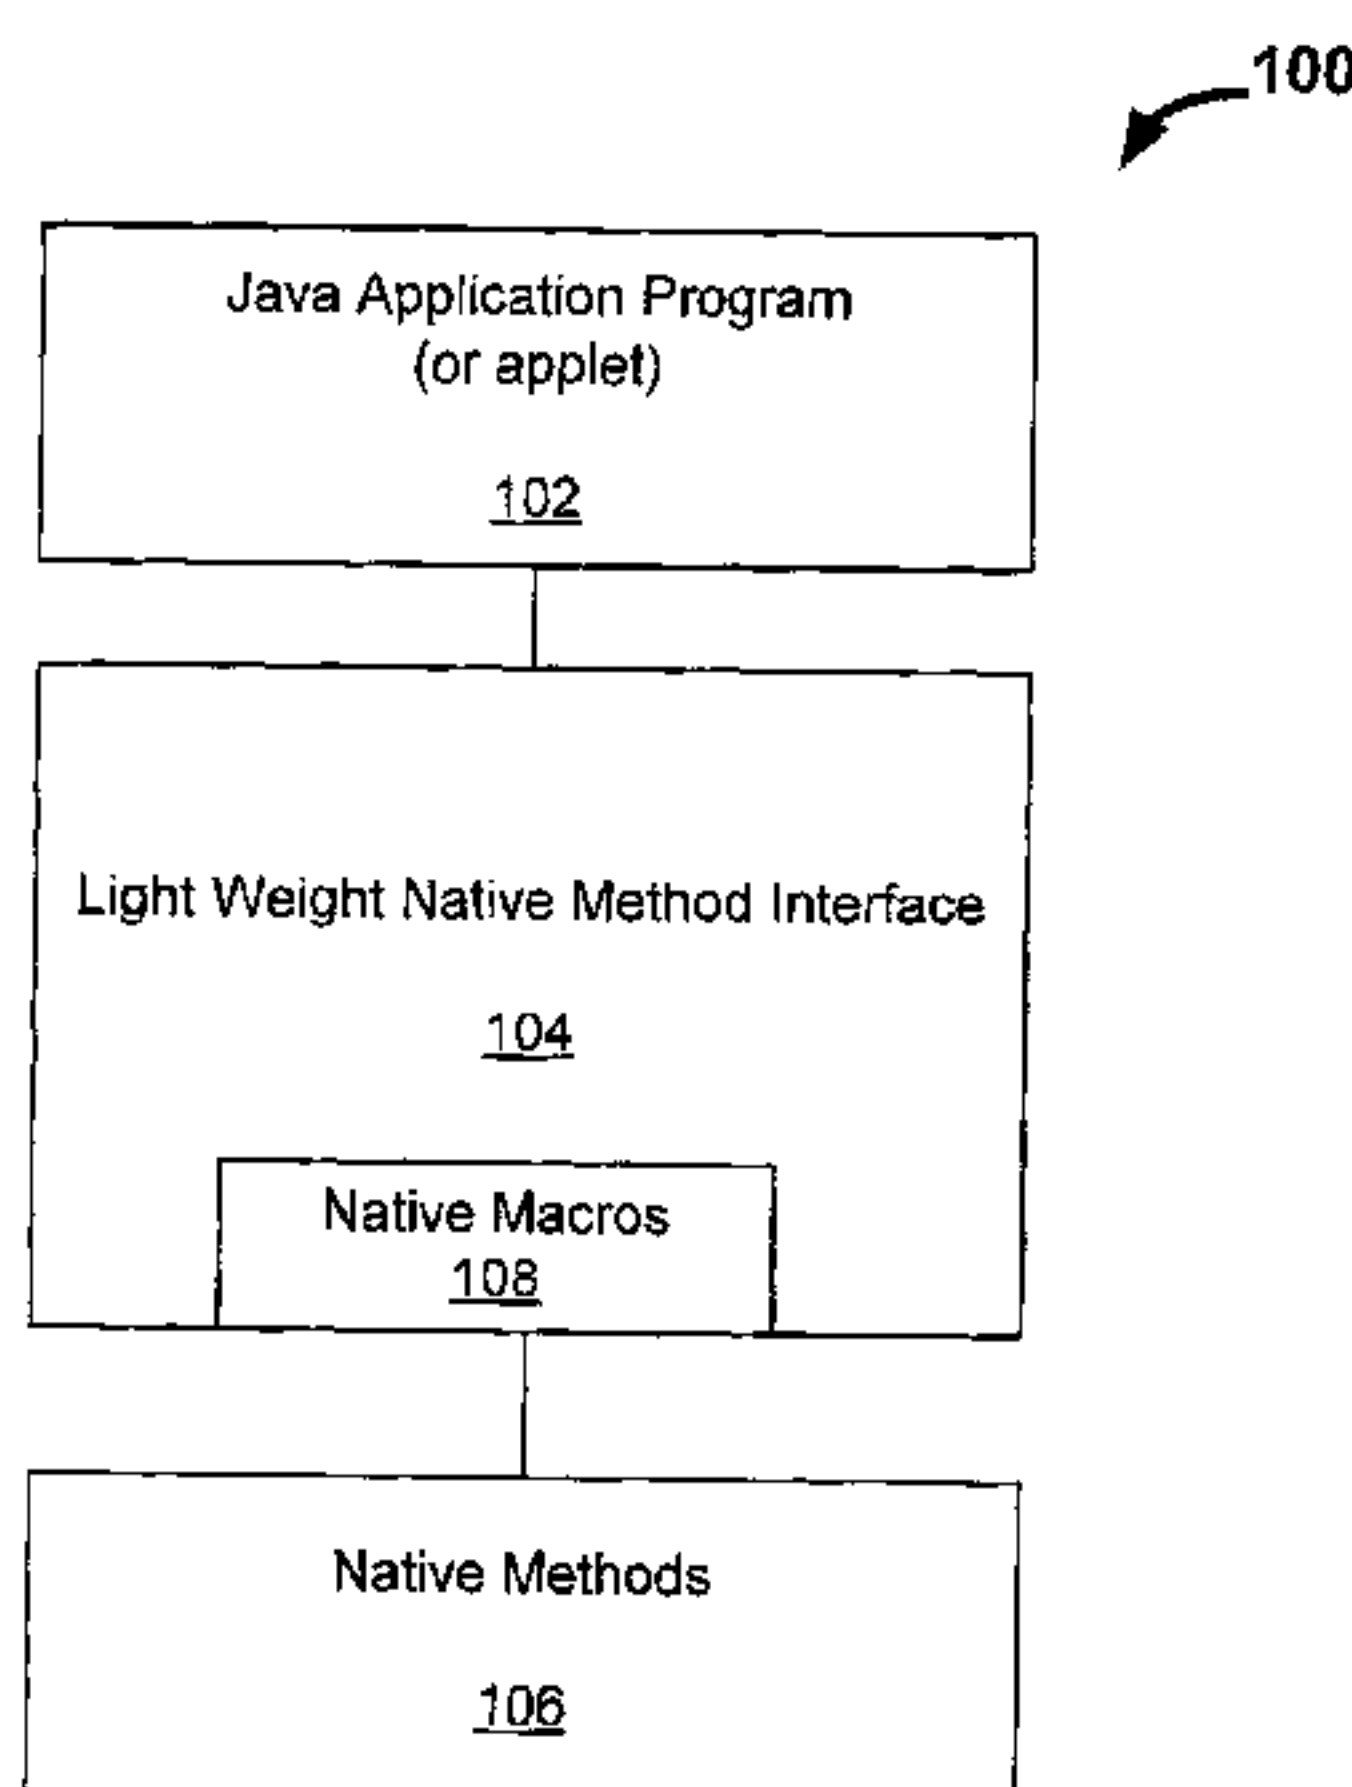 100
Java Application Program
(or applet)
102
Light Weight Native Method Interface
104
Native Macros
108
Native Methods
106